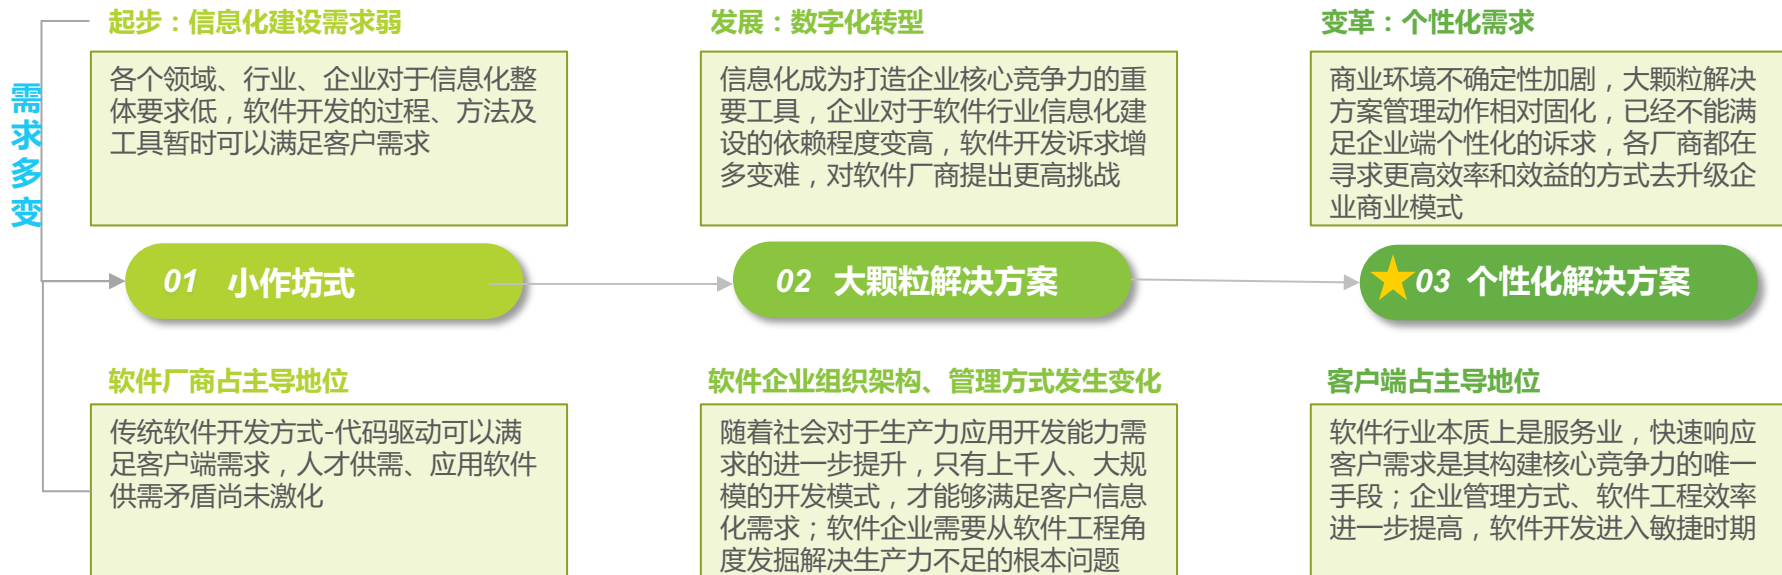 需求多变
起步：信息化建设需求弱
各个领域、行业、企业对于信息化整
体要求低，软件开发的过程、方法及
工具暂时可以满足客户需求
发展：数字化转型
信息化成为打造企业核心竞争力的重
要工具，企业对于软件行业信息化建
设的依赖程度变高，软件开发诉求增
多变难，对软件厂商提出更高挑战
变革：个性化需求
商业环境不确定性加剧，大颗粒解决
方案管理动作相对固化，已经不能满
足企业端个性化的诉求，各厂商都在
寻求更高效率和效益的方式去升级企
业商业模式
01 小作坊式
02 大颗粒解决方案
03 个性化解决方案
软件厂商占主导地位
传统软件开发方式-代码驱动可以满
足客户端需求，人才供需、应用软件
供需矛盾尚未激化
软件企业组织架构、管理方式发生变化
随着社会对于生产力应用开发能力需
求的进一步提升，只有上千人、大规
模的开发模式，才能够满足客户信息
化需求；软件企业需要从软件工程角
度发掘解决生产力不足的根本问题
客户端占主导地位
软件行业本质上是服务业，快速响应
客户需求是其构建核心竞争力的唯一
手段；企业管理方式、软件工程效率
进一步提高，软件开发进入敏捷时期